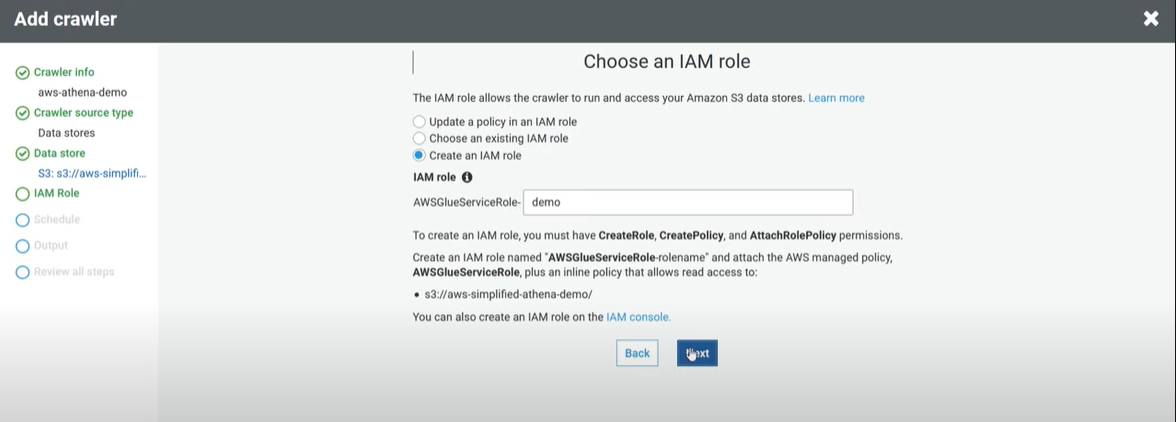 Add crawler
Crawler info
aws-athena-demo
Crawler source type
Data stores
Data store
S3: s3://aws-simplifi...
IAM Role
Schedule
Output
Review all steps
Choose an IAM role
The IAM role allows the crawler to run and access your Amazon S3 data stores. Learn more
Update a policy in an IAM role
Choose an existing IAM role
Create an IAM role
IAM role
AWSGlueServiceRole- demo
To create an IAM role, you must have CreateRole, CreatePolicy, and AttachRolePolicy permissions.
Create an IAM role named "AWSGlueServiceRole-rolename" and attach the AWS managed policy,
AWSGlueServiceRole, plus an inline policy that allows read access to:
• s3://aws-simplified-athena-demo/
You can also create an IAM role on the IAM console.
Back Next